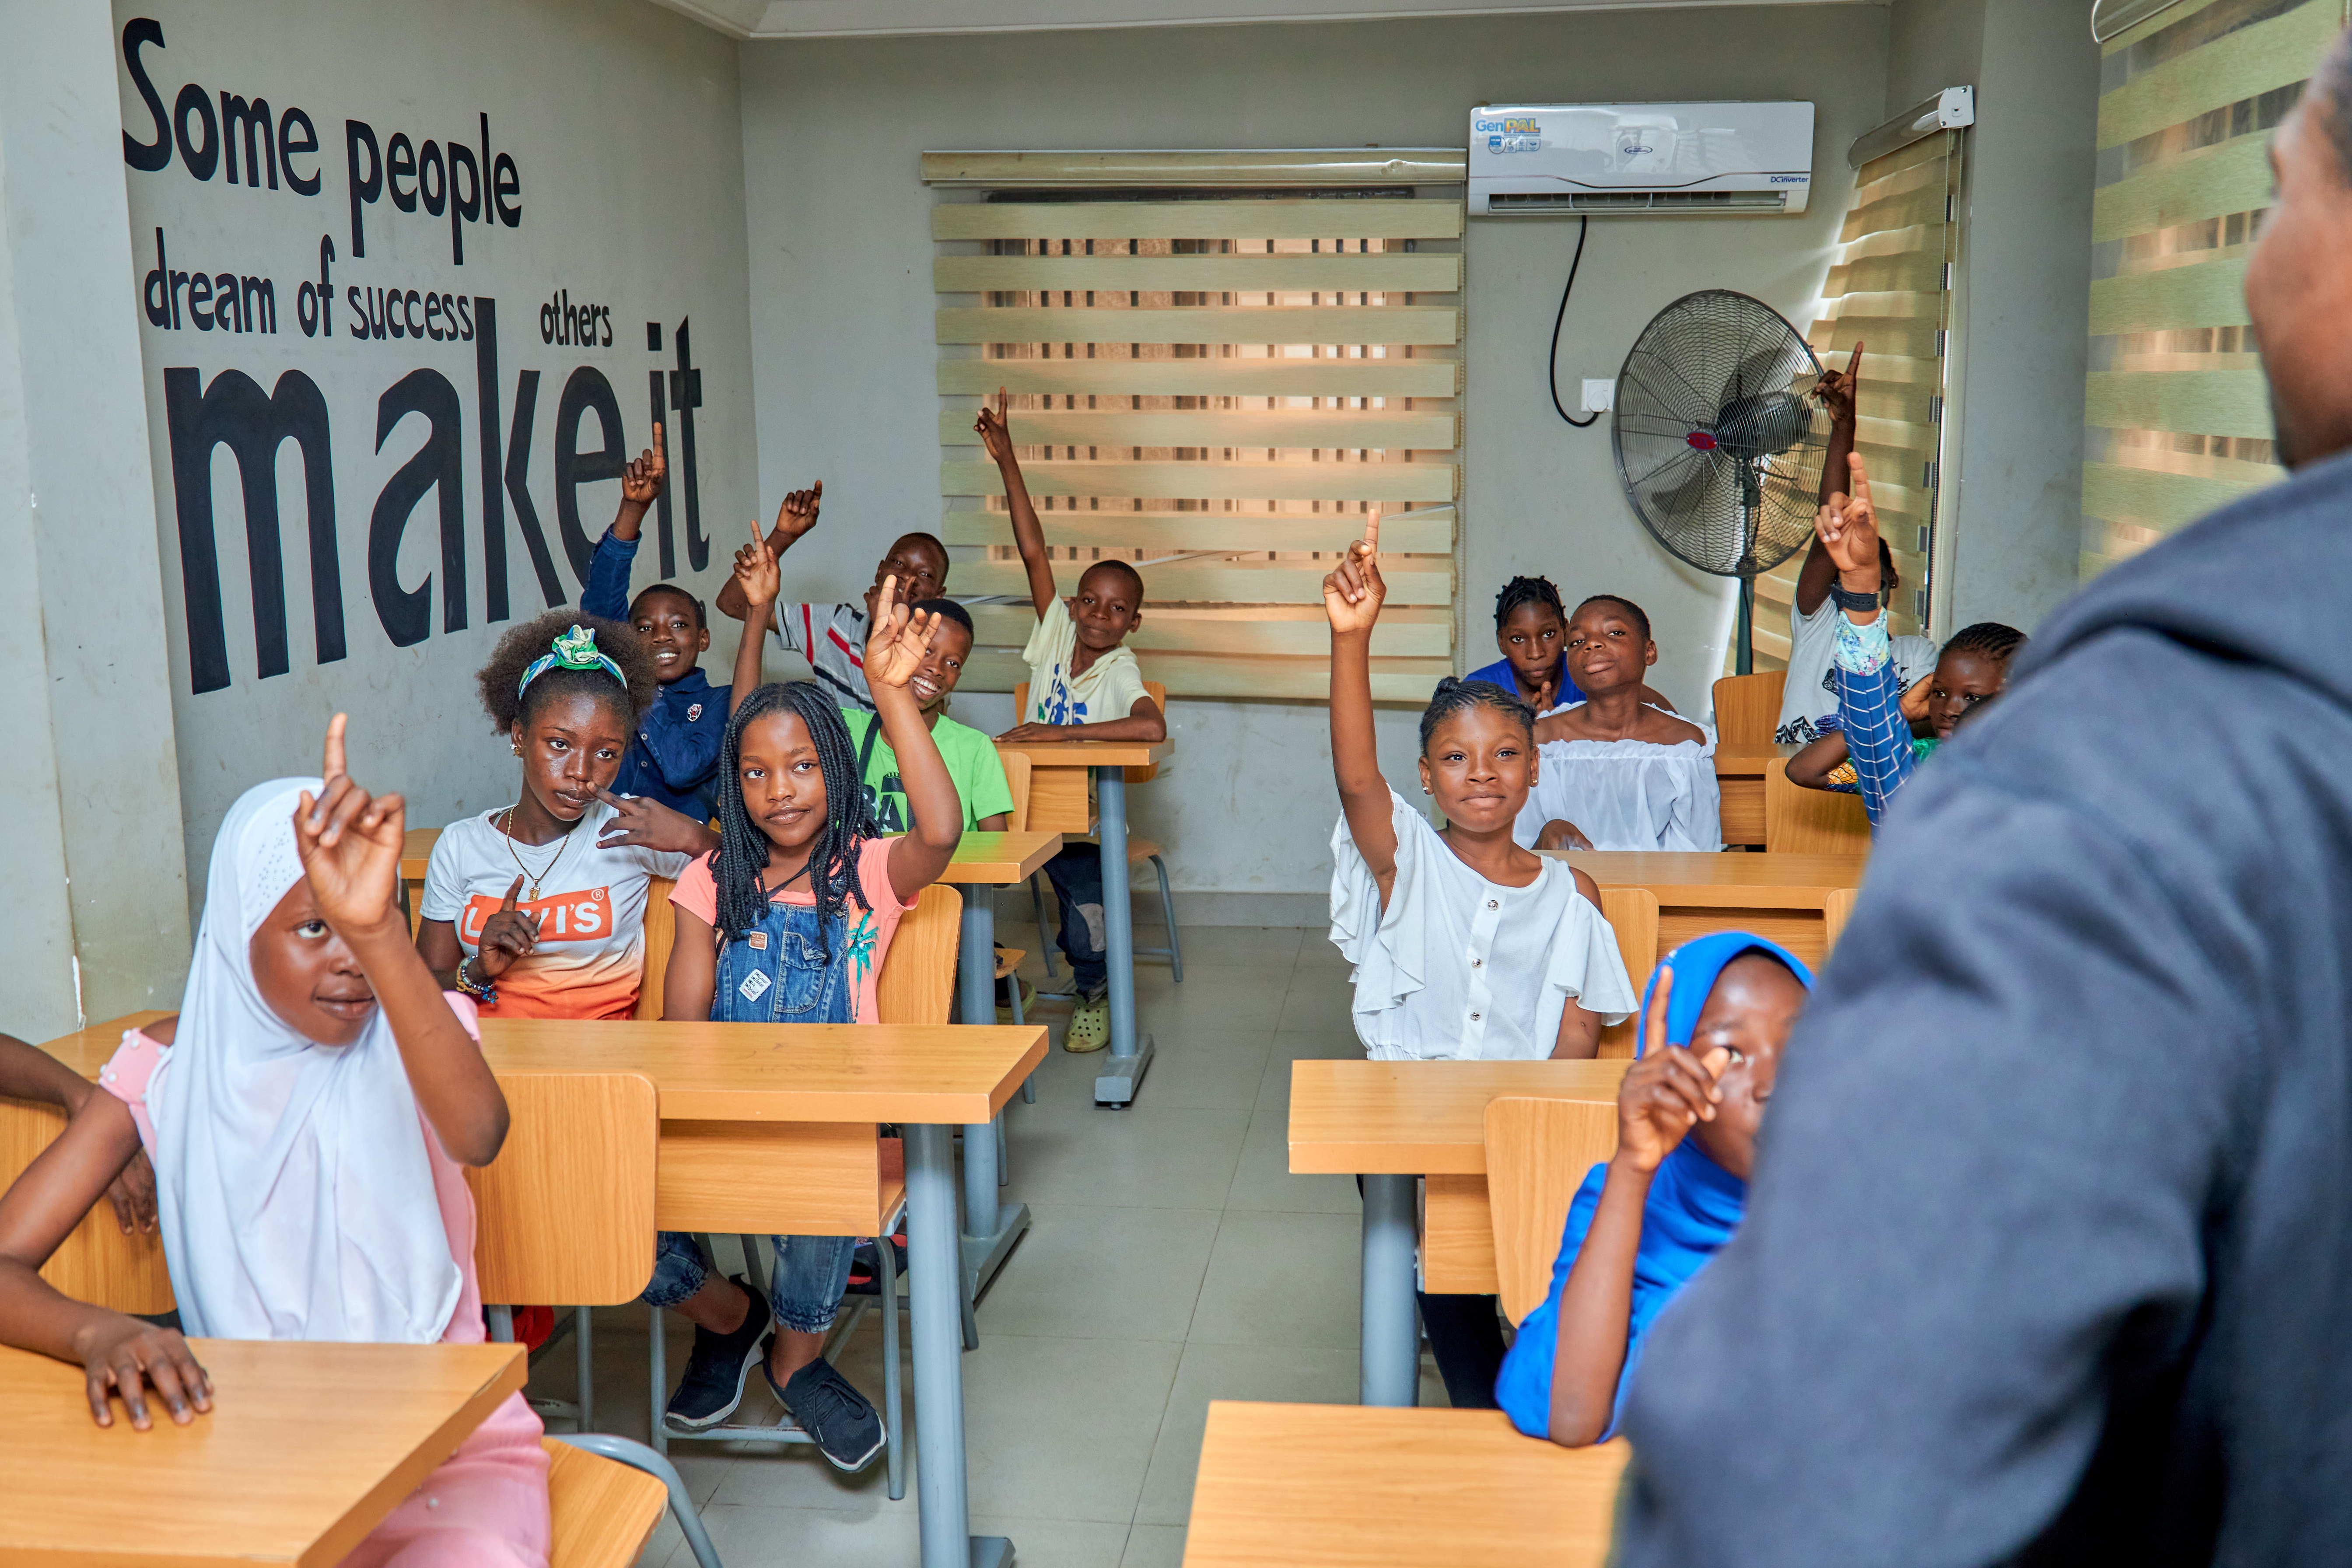 Some people
dream of success others
make it
GenPAL
DC inverter
LEVI'S®